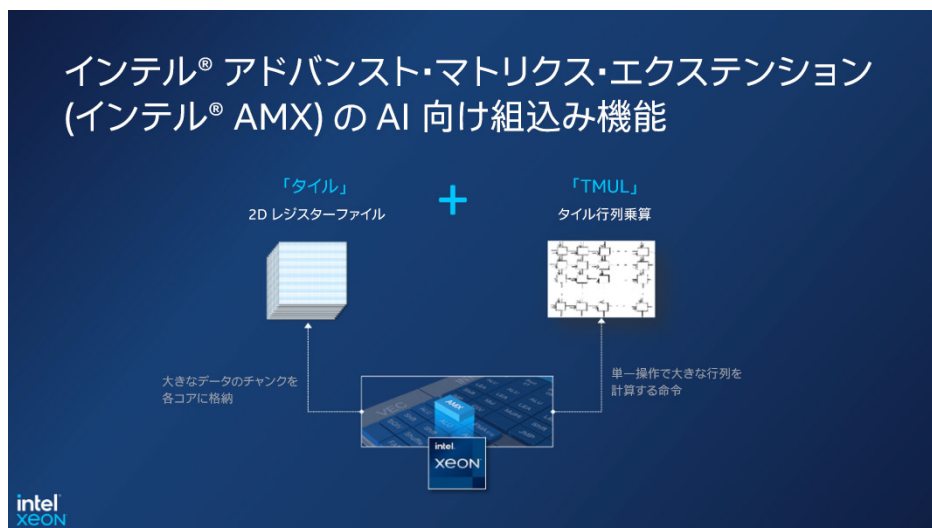 インテル® アドバンスト・マトリクス・エクステンション
(インテル® AMX) の AI 向け組込み機能
「タイル」
2D レジスターファイル
+
「TMUL」
タイル行列乗算
大きなデータのチャンクを
各コアに格納
単一操作で大きな行列を
計算する命令
VEC
AMX
intel
xeon
intel
xeon